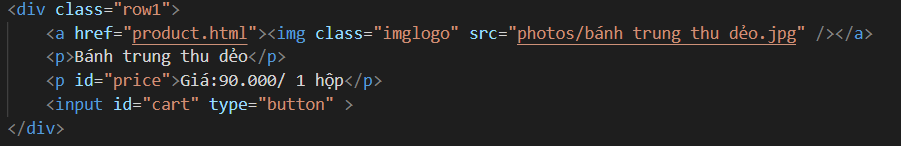 <div class="row1">
<a href="product.html"><img class="imglogo" src="photos/bánh trung thu dẻo.jpg" /></a>
<p>Bánh trung thu dẻo</p>
<p id="price">Giá:90.000/ 1 hộp</p>
<input id="cart" type="button" >
</div>